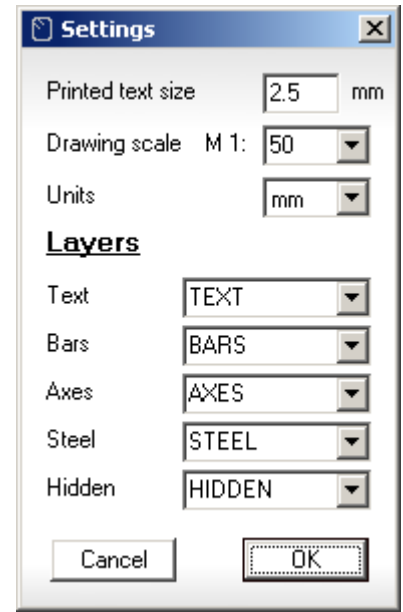 Settings
Printed text size 2.5 mm
Drawing scale M 1: 50
Units mm
Layers
Text TEXT
Bars BARS
Axes AXES
Steel STEEL
Hidden HIDDEN
Cancel OK